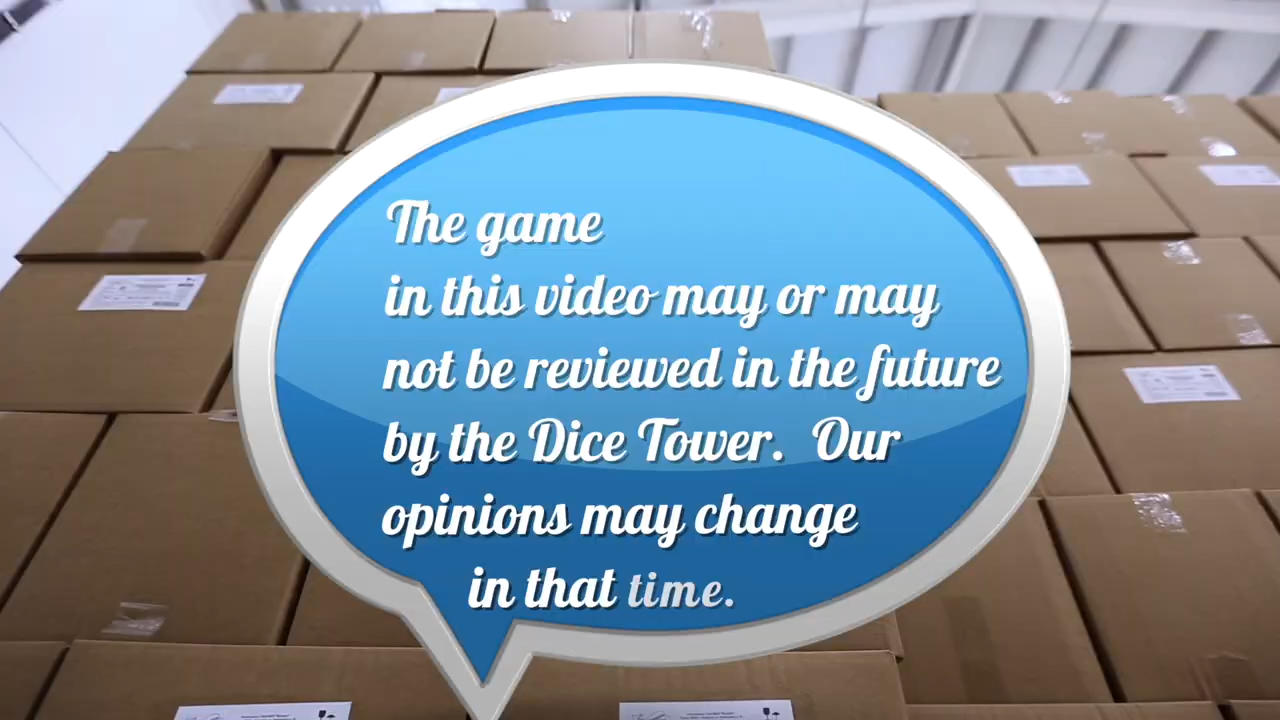 The game
in this video may or may
not be reviewed in the future
by the Dice Tower. Our
opinions may change
in that time.